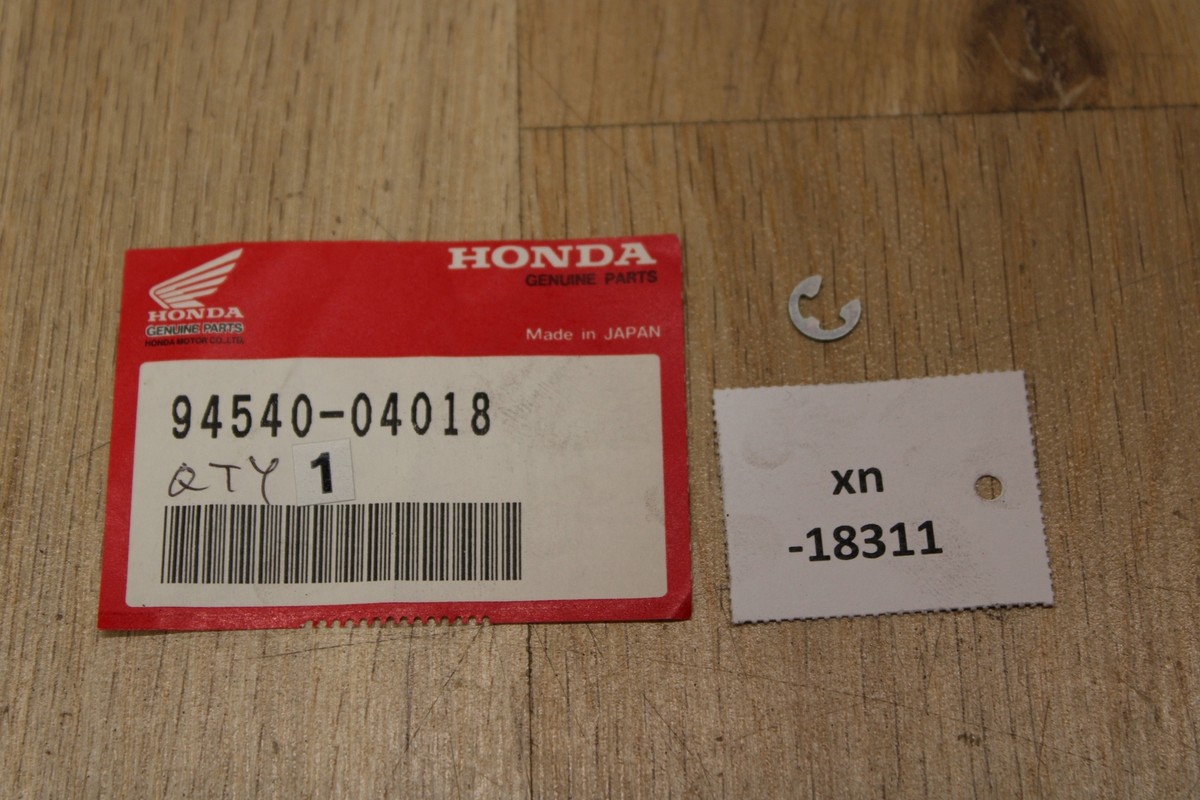 HONDA
GENUINE PARTS
HONDA
GENUINE PARTS
HONDA MOTOR CO.,LTD.
Made in JAPAN
94540-04018
QTY 1
xn
-18311